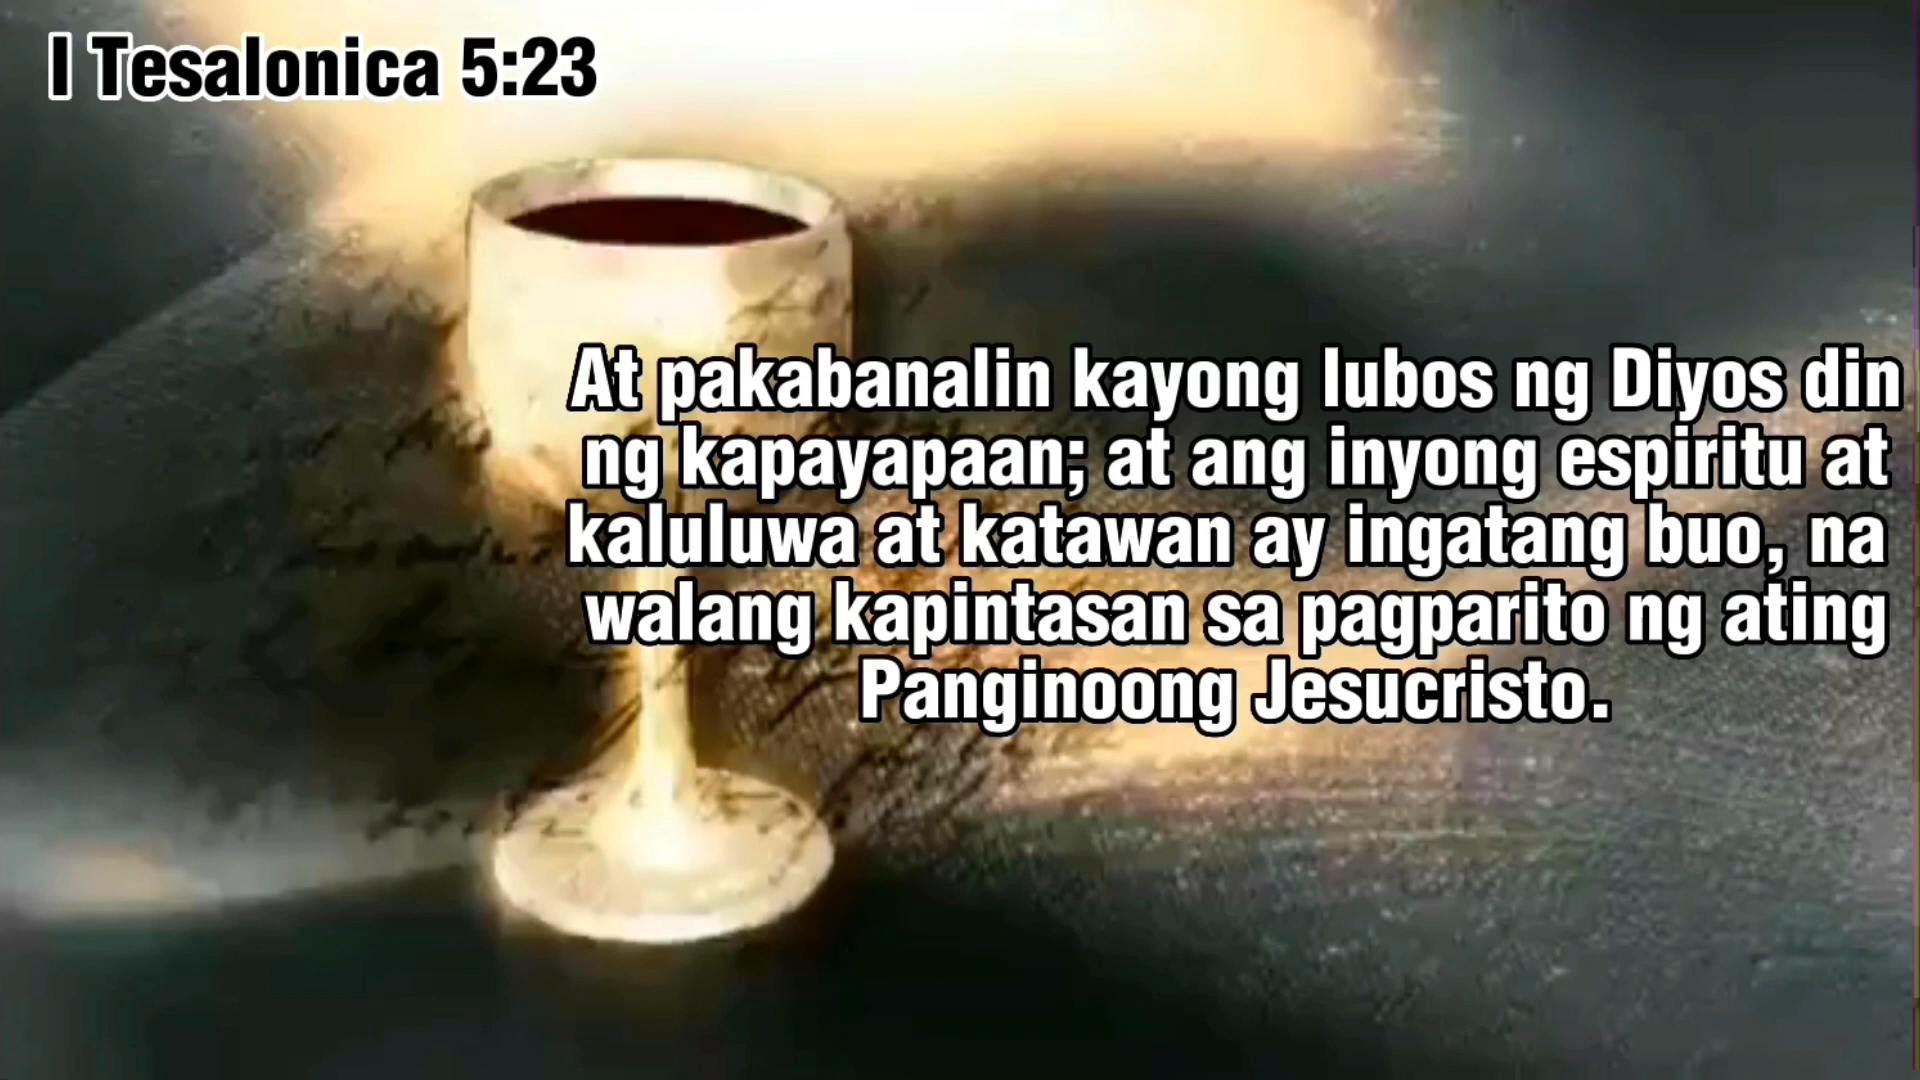 I Tesalonica 5:23
At pakabanalin kayong lubos ng Diyos din
ng kapayapaan; at ang inyong espiritu at
kaluluwa at katawan ay ingatang buo, na
walang kapintasan sa pagparito ng ating
Panginoong Jesucristo.